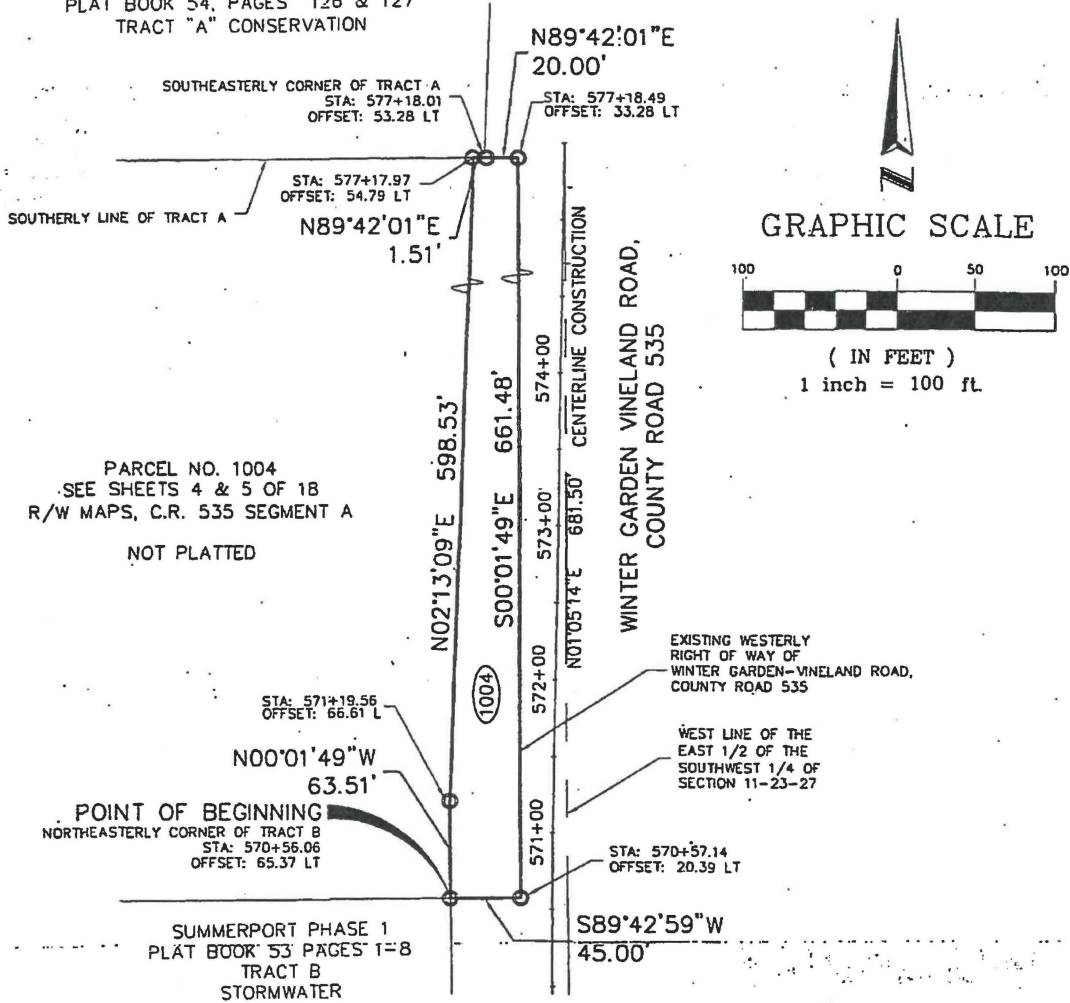 PLAT BOOK 54, PAGES 126 & 127
TRACT "A" CONSERVATION
N89°42'01"E
20.00'
SOUTHEASTERLY CORNER OF TRACT A
STA: 577+18.01
OFFSET: 53.28 LT
STA: 577+18.49
OFFSET: 33.28 LT
STA: 577+17.97
OFFSET: 54.79 LT
SOUTHERLY LINE OF TRACT A
N89°42'01"E
1.51'
N
GRAPHIC SCALE
100 0 50 100
( IN FEET )
1 inch = 100 ft.
PARCEL NO. 1004
SEE SHEETS 4 & 5 OF 18
R/W MAPS, C.R. 535 SEGMENT A
NOT PLATTED
N02°13'09"E 598.53'
S00°01'49"E 661.48'
1004
574+00
573+00
572+00
571+00
N01°05'14"E 681.50' CENTERLINE CONSTRUCTION
WINTER GARDEN VINELAND ROAD,
COUNTY ROAD 535
EXISTING WESTERLY
RIGHT OF WAY OF
WINTER GARDEN-VINELAND ROAD,
COUNTY ROAD 535
WEST LINE OF THE
EAST 1/2 OF THE
SOUTHWEST 1/4 OF
SECTION 11-23-27
STA: 571+19.56
OFFSET: 66.61 L
N00°01'49"W
63.51'
POINT OF BEGINNING
NORTHEASTERLY CORNER OF TRACT B
STA: 570+56.06
OFFSET: 65.37 LT
STA: 570+57.14
OFFSET: 20.39 LT
S89°42'59"W
45.00'
SUMMERPORT PHASE 1
PLAT BOOK 53 PAGES 1-8
TRACT B
STORMWATER